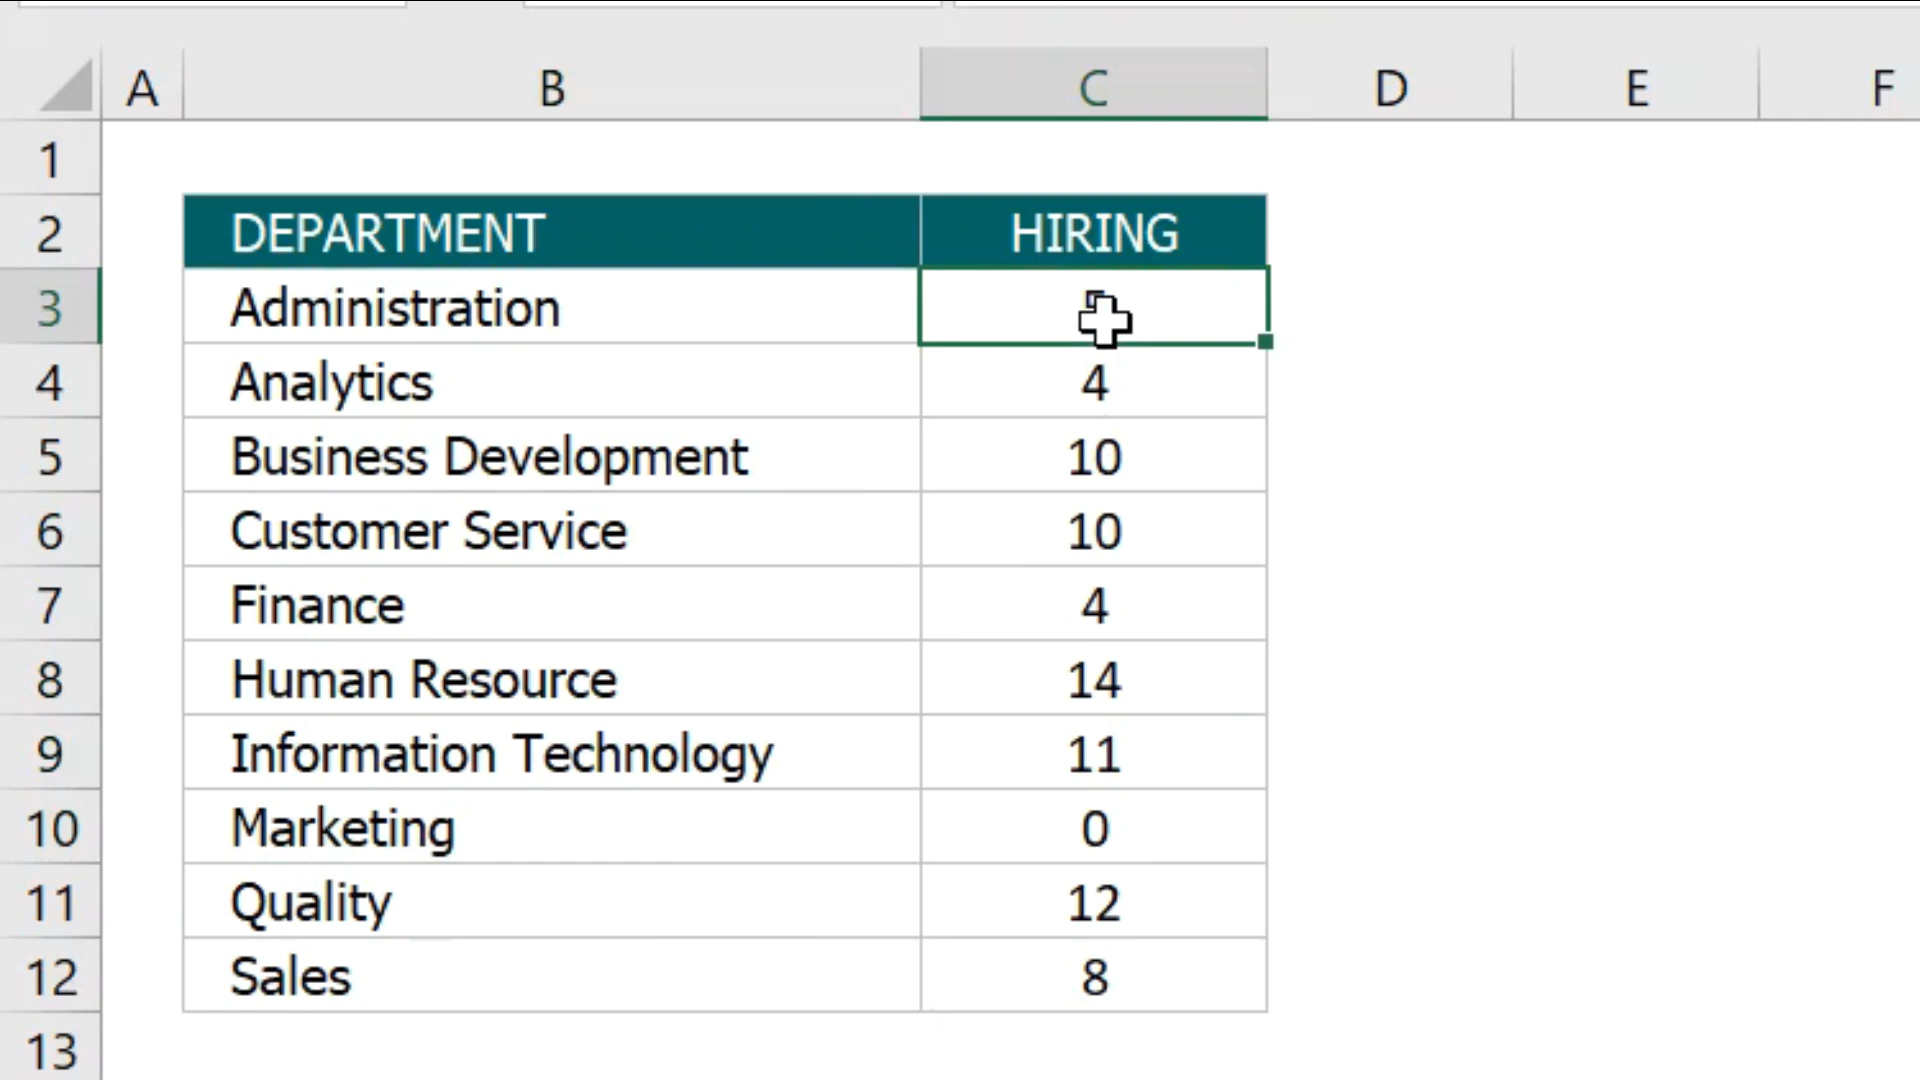 A B C D E F
1
2 DEPARTMENT HIRING
3 Administration
4 Analytics 4
5 Business Development 10
6 Customer Service 10
7 Finance 4
8 Human Resource 14
9 Information Technology 11
10 Marketing 0
11 Quality 12
12 Sales 8
13